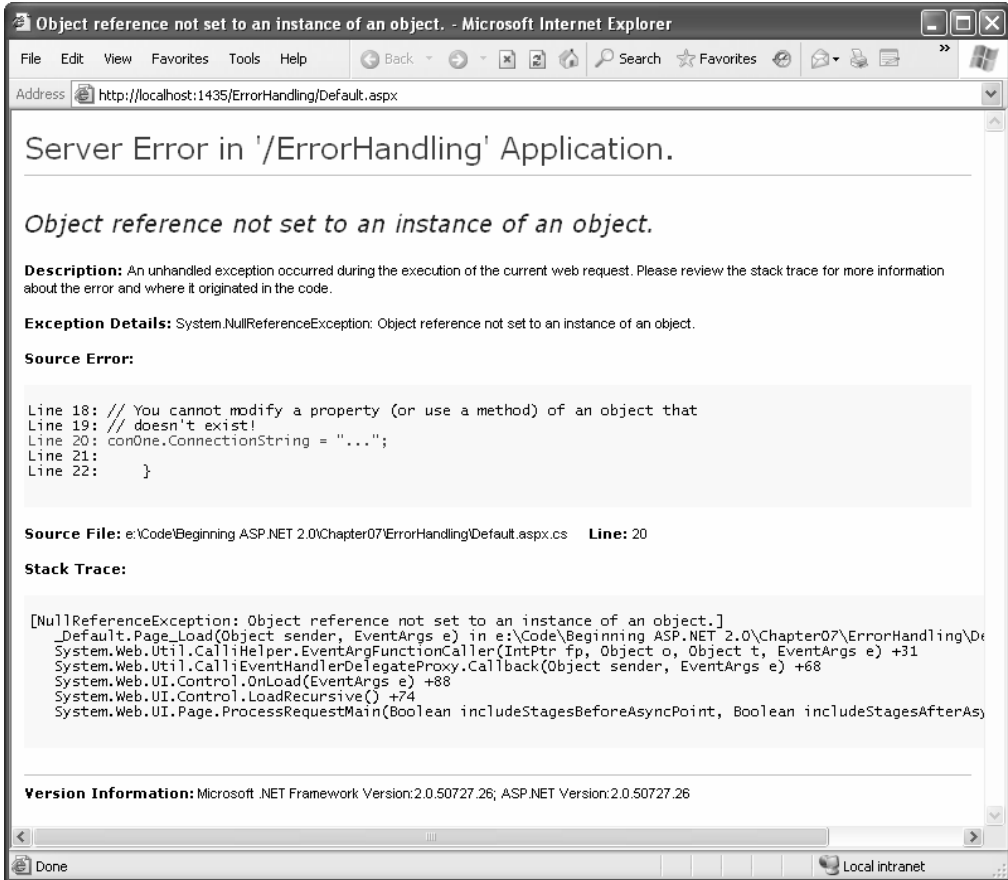 Object reference not set to an instance of an object. - Microsoft Internet Explorer
File Edit View Favorites Tools Help Back Search Favorites »
Address http://localhost:1435/ErrorHandling/Default.aspx
Server Error in '/ErrorHandling' Application.
Object reference not set to an instance of an object.
Description: An unhandled exception occurred during the execution of the current web request. Please review the stack trace for more information
about the error and where it originated in the code.
Exception Details: System.NullReferenceException: Object reference not set to an instance of an object.
Source Error:
Line 18: // You cannot modify a property (or use a method) of an object that
Line 19: // doesn't exist!
Line 20: conOne.ConnectionString = "...";
Line 21:
Line 22: }
Source File: e:\Code\Beginning ASP.NET 2.0\Chapter07\ErrorHandling\Default.aspx.cs Line: 20
Stack Trace:
[NullReferenceException: Object reference not set to an instance of an object.]
_Default.Page_Load(Object sender, EventArgs e) in e:\Code\Beginning ASP.NET 2.0\Chapter07\ErrorHandling\De
System.Web.Util.CalliHelper.EventArgFunctionCaller(IntPtr fp, Object o, Object t, EventArgs e) +31
System.Web.Util.CalliEventHandlerDelegateProxy.Callback(Object sender, EventArgs e) +68
System.Web.UI.Control.OnLoad(EventArgs e) +88
System.Web.UI.Control.LoadRecursive() +74
System.Web.UI.Page.ProcessRequestMain(Boolean includeStagesBeforeAsyncPoint, Boolean includeStagesAfterAsy
Version Information: Microsoft .NET Framework Version:2.0.50727.26; ASP.NET Version:2.0.50727.26
Done Local intranet